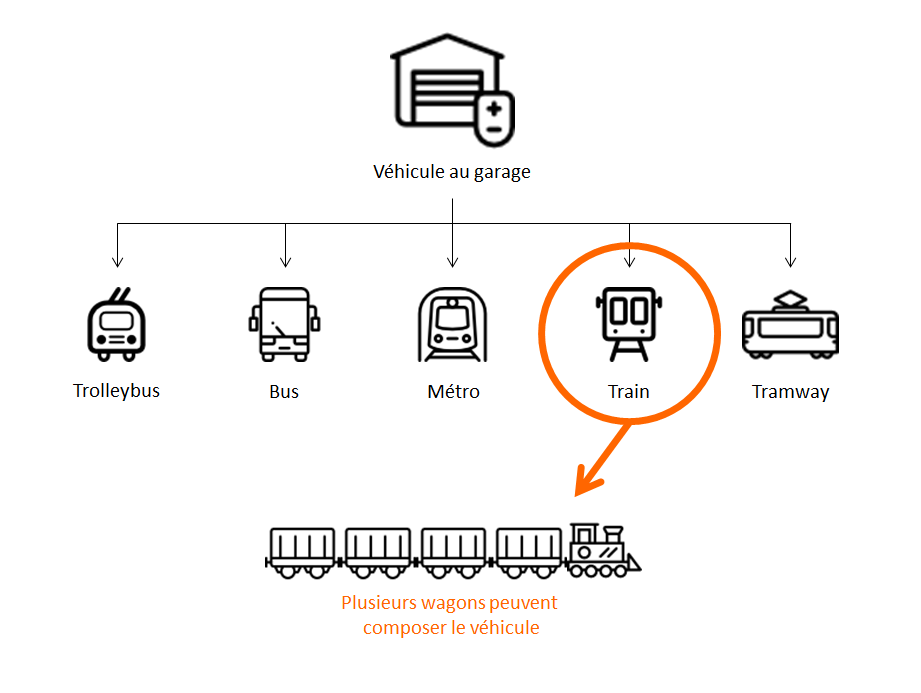 Véhicule au garage
Trolleybus
Bus
Métro
Train
Tramway
Plusieurs wagons peuvent
composer le véhicule